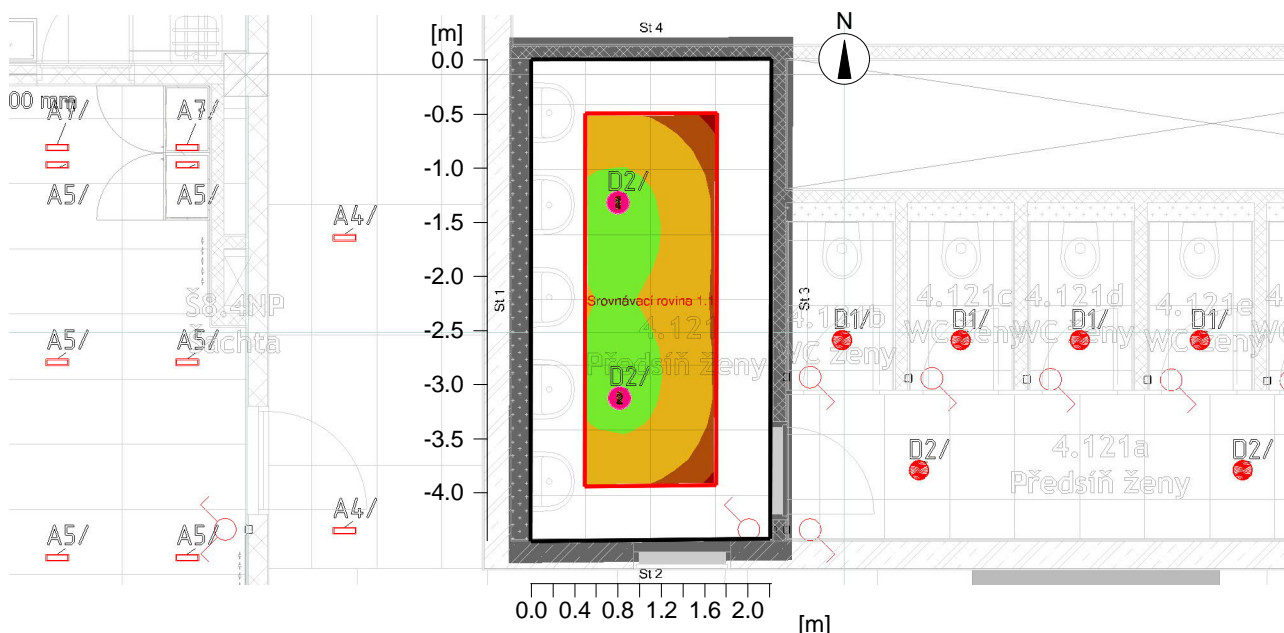 St 4
[m]
N
0.0
00 mm
A7/
A7/
-0.5
-1.0
A5/
A5/
D2/
-1.5
A4/
-2.0
St 1
Srovnávací rovina 1.1
St 3
Š8.4NP
šachta
4.121
Předsíň ženy
4.121b
WC ženy
4.121c
WC ženy
4.121d
WC ženy
4.121e
WC ženy
D1/
D1/
D1/
D1/
-2.5
A5/
A5/
-3.0
D2/
-3.5
4.121a
Předsíň ženy
D2/
D2/
-4.0
A4/
A5/
A5/
St 2
0.0 0.4 0.8 1.2 1.6 2.0
[m]